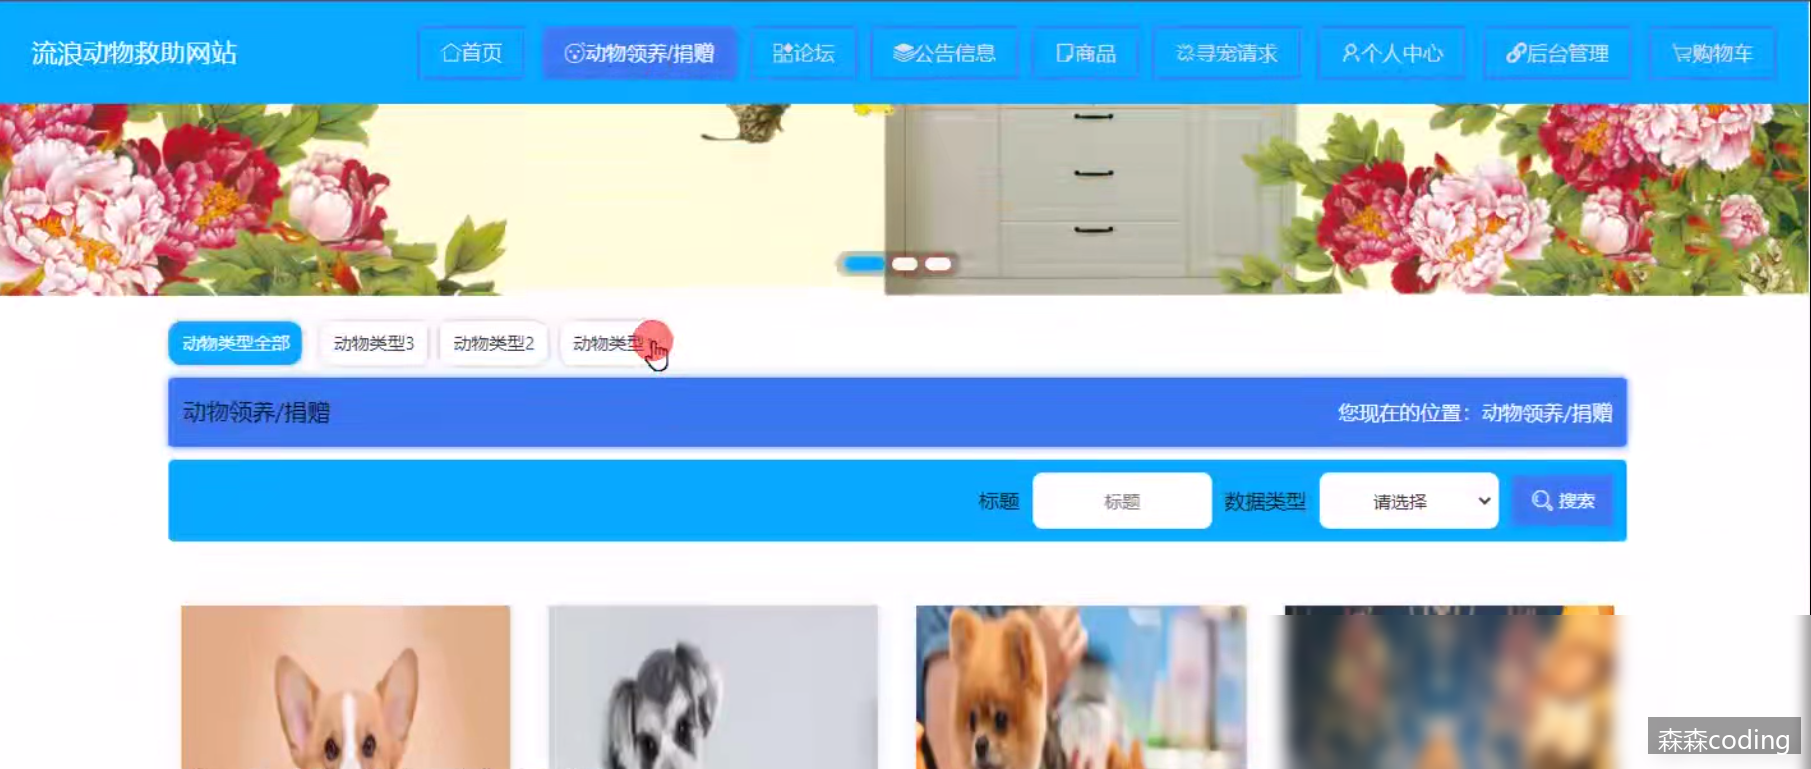 流浪动物救助网站
首页
动物领养/捐赠
论坛
公告信息
商品
寻宠请求
个人中心
后台管理
购物车
动物类型全部
动物类型3
动物类型2
动物类型
动物领养/捐赠
您现在的位置：动物领养/捐赠
标题
标题
数据类型
请选择
搜索
森森coding